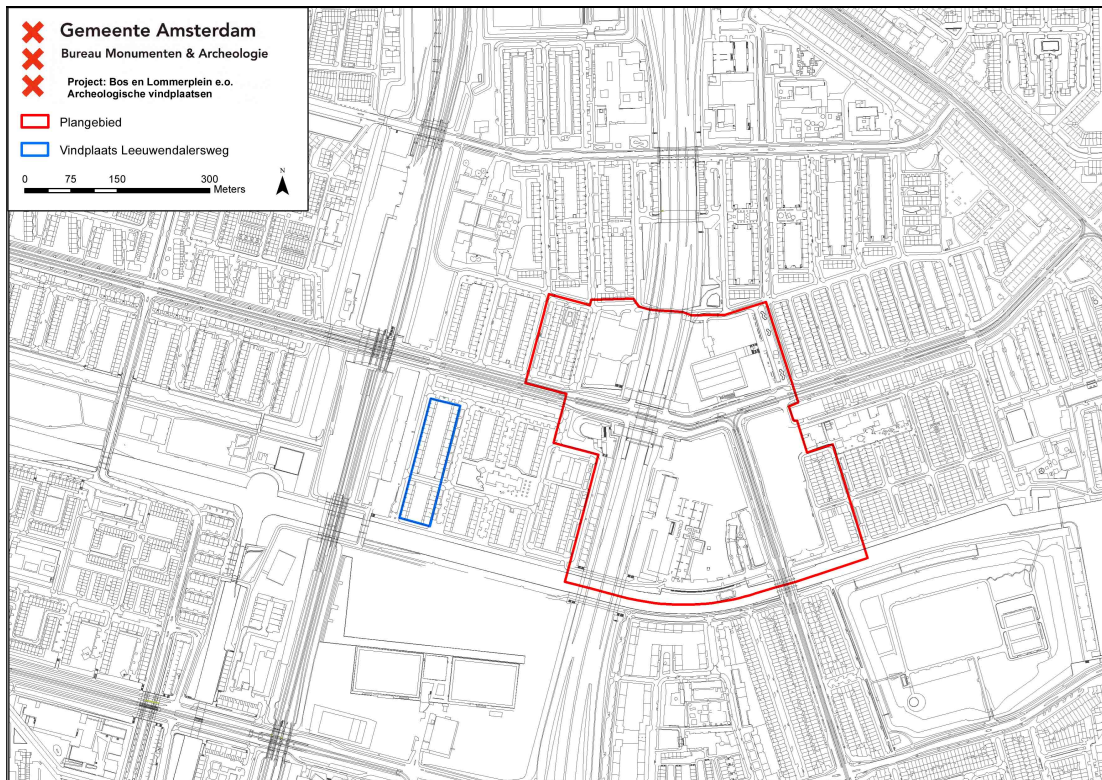 Gemeente Amsterdam
Bureau Monumenten & Archeologie
Project: Bos en Lommerplein e.o.
Archeologische vindplaatsen
Plangebied
Vindplaats Leeuwendalersweg
0 75 150 300
Meters
N